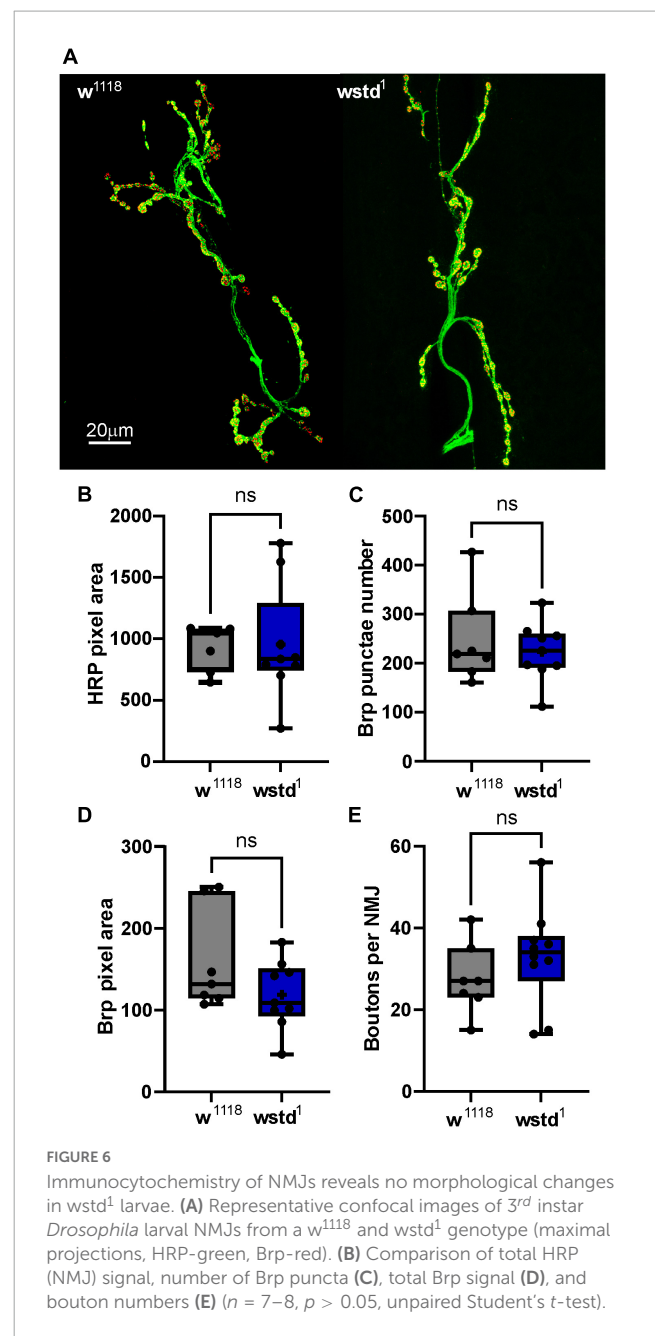 A
w1118
wstd1
20μm
B
ns
HRP pixel area
2000
1500
1000
500
0
w1118
wstd1
C
ns
Brp punctae number
500
400
300
200
100
0
w1118
wstd1
D
ns
Brp pixel area
300
200
100
0
w1118
wstd1
E
ns
Boutons per NMJ
60
40
20
0
w1118
wstd1
FIGURE 6
Immunocytochemistry of NMJs reveals no morphological changes
in wstd1 larvae. (A) Representative confocal images of 3rd instar
Drosophila larval NMJs from a w1118 and wstd1 genotype (maximal
projections, HRP-green, Brp-red). (B) Comparison of total HRP
(NMJ) signal, number of Brp puncta (C), total Brp signal (D), and
bouton numbers (E) (n = 7–8, p > 0.05, unpaired Student’s t-test).